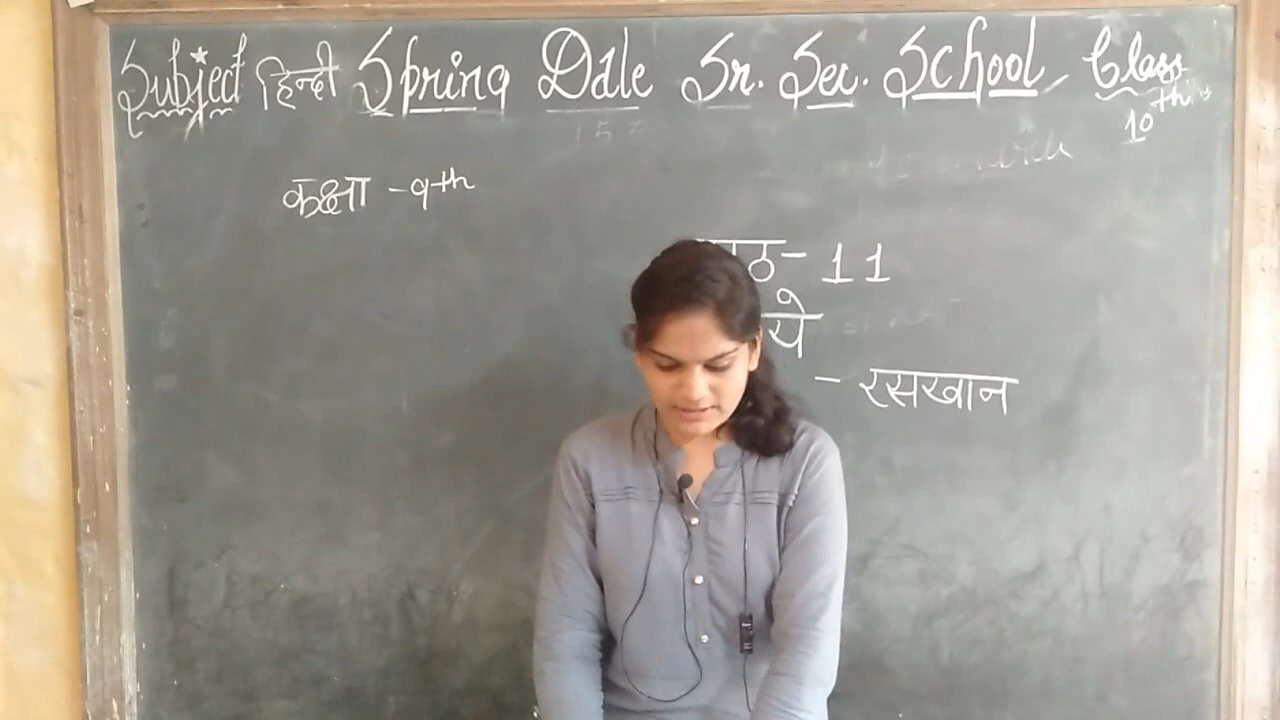 Subject हिन्दी Spring Dale Sr. Sec. School, Class
10th
कक्षा - 9th
पाठ - 11
- रसखान